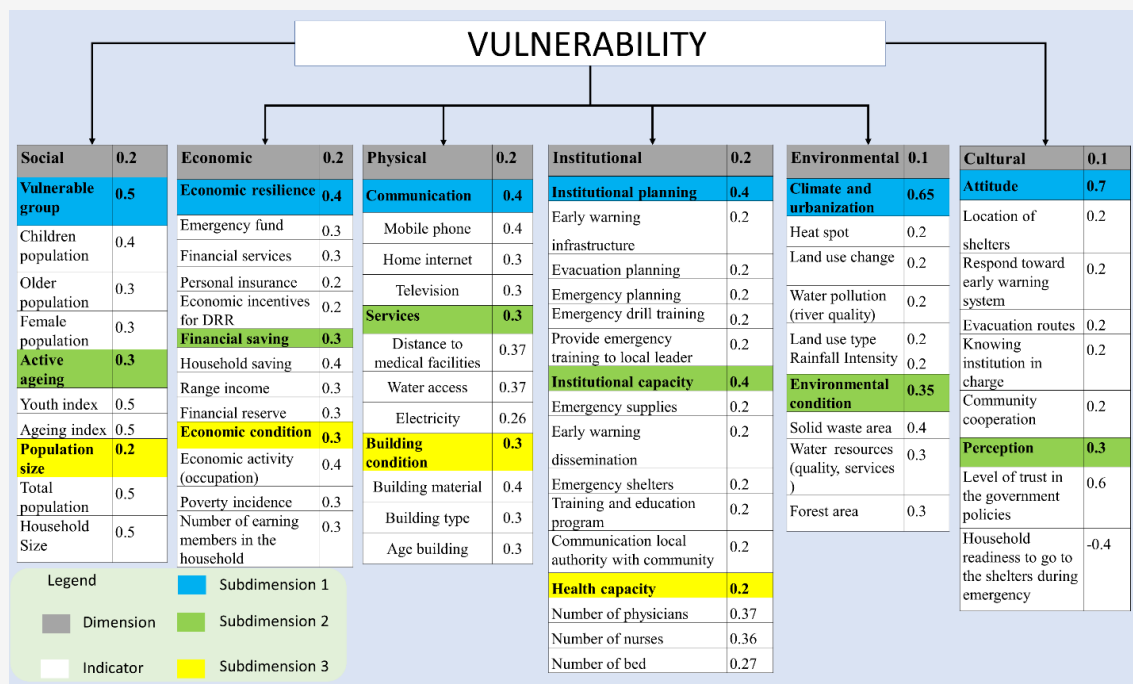 VULNERABILITY
Social 0.2
Vulnerable
group 0.5
Children
population 0.4
Older
population 0.3
Female
population 0.3
Active
ageing 0.3
Youth index 0.5
Ageing index 0.5
Population
size 0.2
Total
population 0.5
Household
Size 0.5
Economic 0.2
Economic resilience 0.4
Emergency fund 0.3
Financial services 0.3
Personal insurance 0.2
Economic incentives
for DRR 0.2
Financial saving 0.3
Household saving 0.4
Range income 0.3
Financial reserve 0.3
Economic condition 0.3
Economic activity
(occupation) 0.4
Poverty incidence 0.3
Number of earning
members in the
household 0.3
Physical 0.2
Communication 0.4
Mobile phone 0.4
Home internet 0.3
Television 0.3
Services 0.3
Distance to
medical facilities 0.37
Water access 0.37
Electricity 0.26
Building
condition 0.3
Building material 0.4
Building type 0.3
Age building 0.3
Institutional 0.2
Institutional planning 0.4
Early warning 0.2
infrastructure
Evacuation planning 0.2
Emergency planning 0.2
Emergency drill training 0.2
Provide emergency
training to local leader 0.2
Institutional capacity 0.4
Emergency supplies 0.2
Early warning 0.2
dissemination
Emergency shelters 0.2
Training and education
program 0.2
Communication local
authority with community 0.2
Health capacity 0.2
Number of physicians 0.37
Number of nurses 0.36
Number of bed 0.27
Environmental 0.1
Climate and
urbanization 0.65
Heat spot 0.2
Land use change 0.2
Water pollution
(river quality) 0.2
Land use type 0.2
Rainfall Intensity 0.2
Environmental
condition 0.35
Solid waste area 0.4
Water resources
(quality, services
) 0.3
Forest area 0.3
Cultural 0.1
Attitude 0.7
Location of 0.2
shelters
Respond toward
early warning
system 0.2
Evacuation routes 0.2
Knowing
institution in
charge 0.2
Community
cooperation 0.2
Perception 0.3
Level of trust in
the government
policies 0.6
Household
readiness to go to
the shelters during
emergency -0.4
Legend
Subdimension 1
Dimension
Subdimension 2
Indicator
Subdimension 3